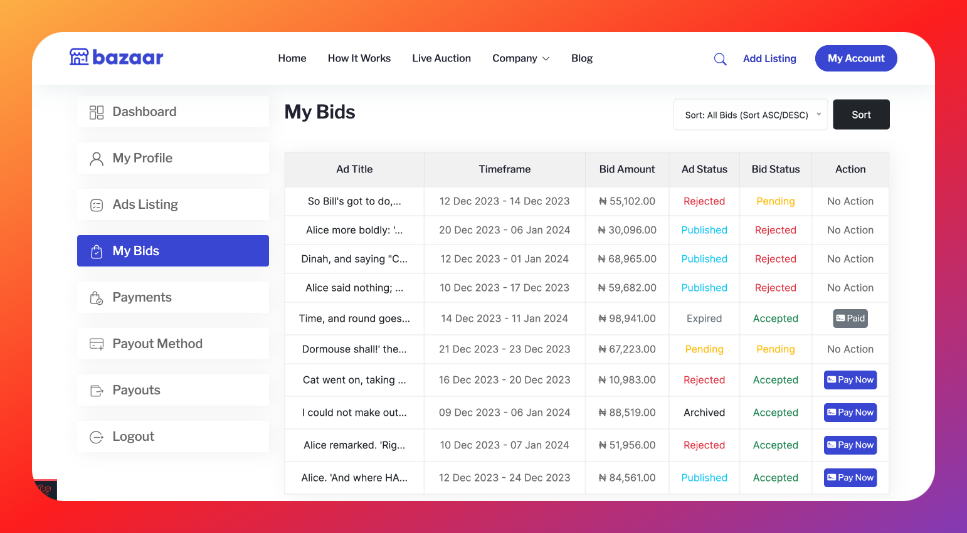 bazaar Home How It Works Live Auction Company Blog Add Listing My Account
Dashboard
My Profile
Ads Listing
My Bids
Payments
Payout Method
Payouts
Logout
My Bids Sort: All Bids (Sort ASC/DESC) Sort
Ad Title Timeframe Bid Amount Ad Status Bid Status Action
So Bill's got to do,... 12 Dec 2023 - 14 Dec 2023 ₦ 55,102.00 Rejected Pending No Action
Alice more boldly: '... 20 Dec 2023 - 06 Jan 2024 ₦ 30,096.00 Published Rejected No Action
Dinah, and saying "C... 12 Dec 2023 - 01 Jan 2024 ₦ 68,965.00 Published Rejected No Action
Alice said nothing; ... 10 Dec 2023 - 17 Dec 2023 ₦ 59,682.00 Published Rejected No Action
Time, and round goes... 14 Dec 2023 - 11 Jan 2024 ₦ 98,941.00 Expired Accepted Paid
Dormouse shall!' the... 21 Dec 2023 - 23 Dec 2023 ₦ 67,223.00 Pending Pending No Action
Cat went on, taking ... 16 Dec 2023 - 20 Dec 2023 ₦ 10,983.00 Rejected Accepted Pay Now
I could not make out... 09 Dec 2023 - 06 Jan 2024 ₦ 88,519.00 Archived Accepted Pay Now
Alice remarked. 'Rig... 10 Dec 2023 - 07 Jan 2024 ₦ 51,956.00 Rejected Accepted Pay Now
Alice. 'And where HA... 12 Dec 2023 - 24 Dec 2023 ₦ 84,561.00 Published Accepted Pay Now